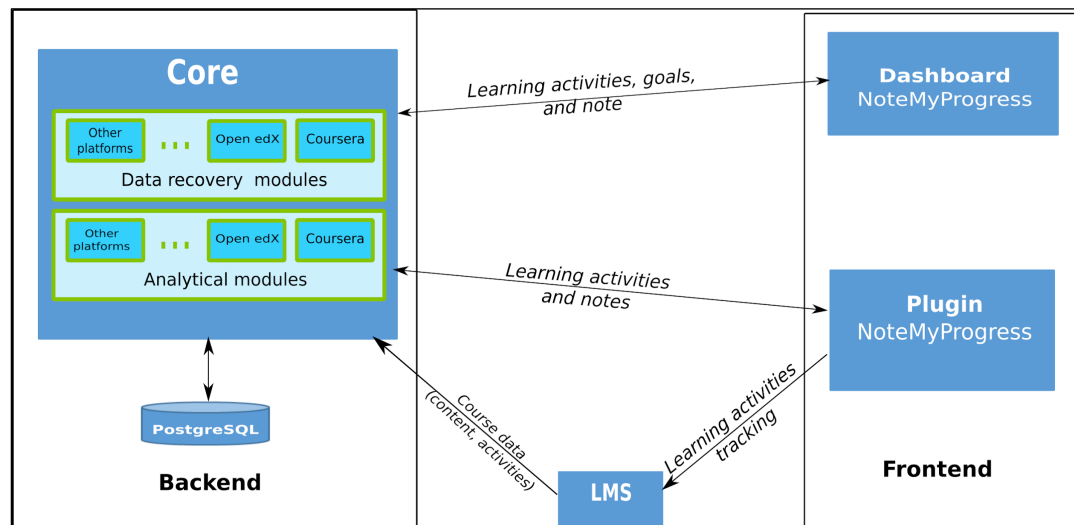 Core
Other
platforms
...
Open edX
Coursera
Data recovery modules
Other
platforms
...
Open edX
Coursera
Analytical modules
PostgreSQL
Backend
Learning activities, goals,
and note
Learning activities
and notes
Course data
(content, activities)
Learning activities
tracking
LMS
Dashboard
NoteMyProgress
Plugin
NoteMyProgress
Frontend